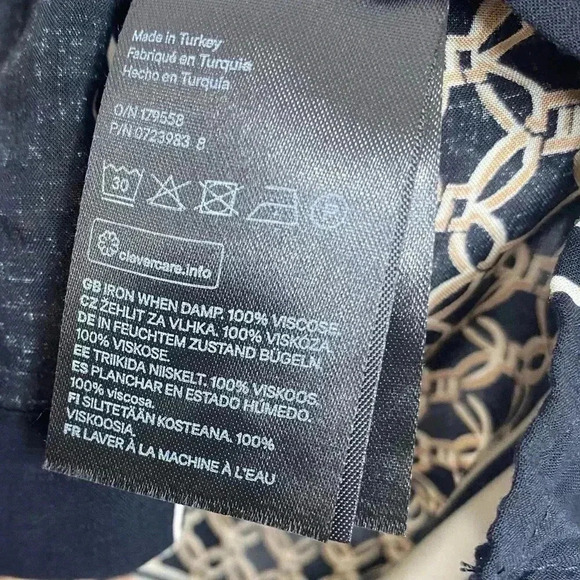 Made in Turkey
Fabriqué en Turquia
Hecho en Turquía
O/N 179558
P/N 0723983 8
30
clevercare.info
GB IRON WHEN DAMP. 100% VISCOSE.
CZ ŽEHLIT ZA VLHKA. 100% VISKÓZA
DE IN FEUCHTEM ZUSTAND BÜGELN.
100% VISKOSE.
EE TRIIKIDA NIISKELT. 100% VISKOOS.
ES PLANCHAR EN ESTADO HÚMEDO.
100% viscosa.
FI SILITETÄÄN KOSTEANA. 100%
VISKOOSIA.
FR LAVER À LA MACHINE À L'EAU